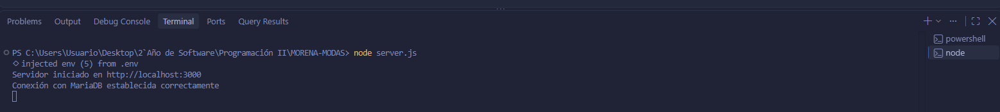 Problems Output Debug Console Terminal Ports Query Results
PS C:\Users\Usuario\Desktop\2`Año de Software\Programación II\MORENA-MODAS> node server.js
injected env (5) from .env
Servidor iniciado en http://localhost:3000
Conexión con MariaDB establecida correctamente
powershell
node